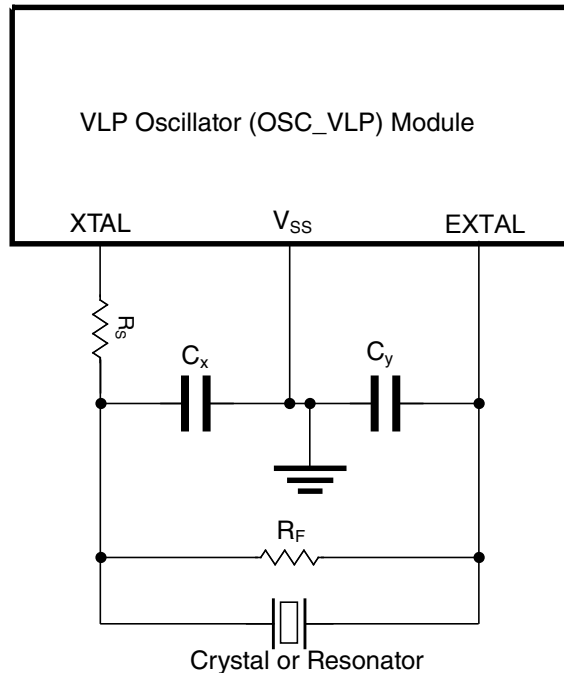 VLP Oscillator (OSC_VLP) Module
XTAL
VSS
EXTAL
RS
Cx
Cy
RF
Crystal or Resonator